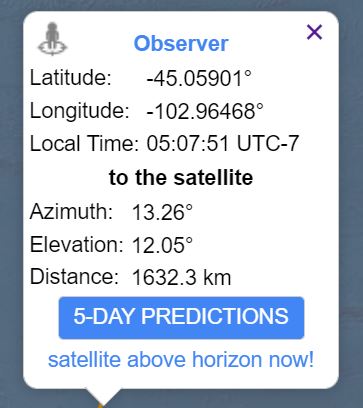 Observer
Latitude: -45.05901°
Longitude: -102.96468°
Local Time: 05:07:51 UTC-7
to the satellite
Azimuth: 13.26°
Elevation: 12.05°
Distance: 1632.3 km
5-DAY PREDICTIONS
satellite above horizon now!